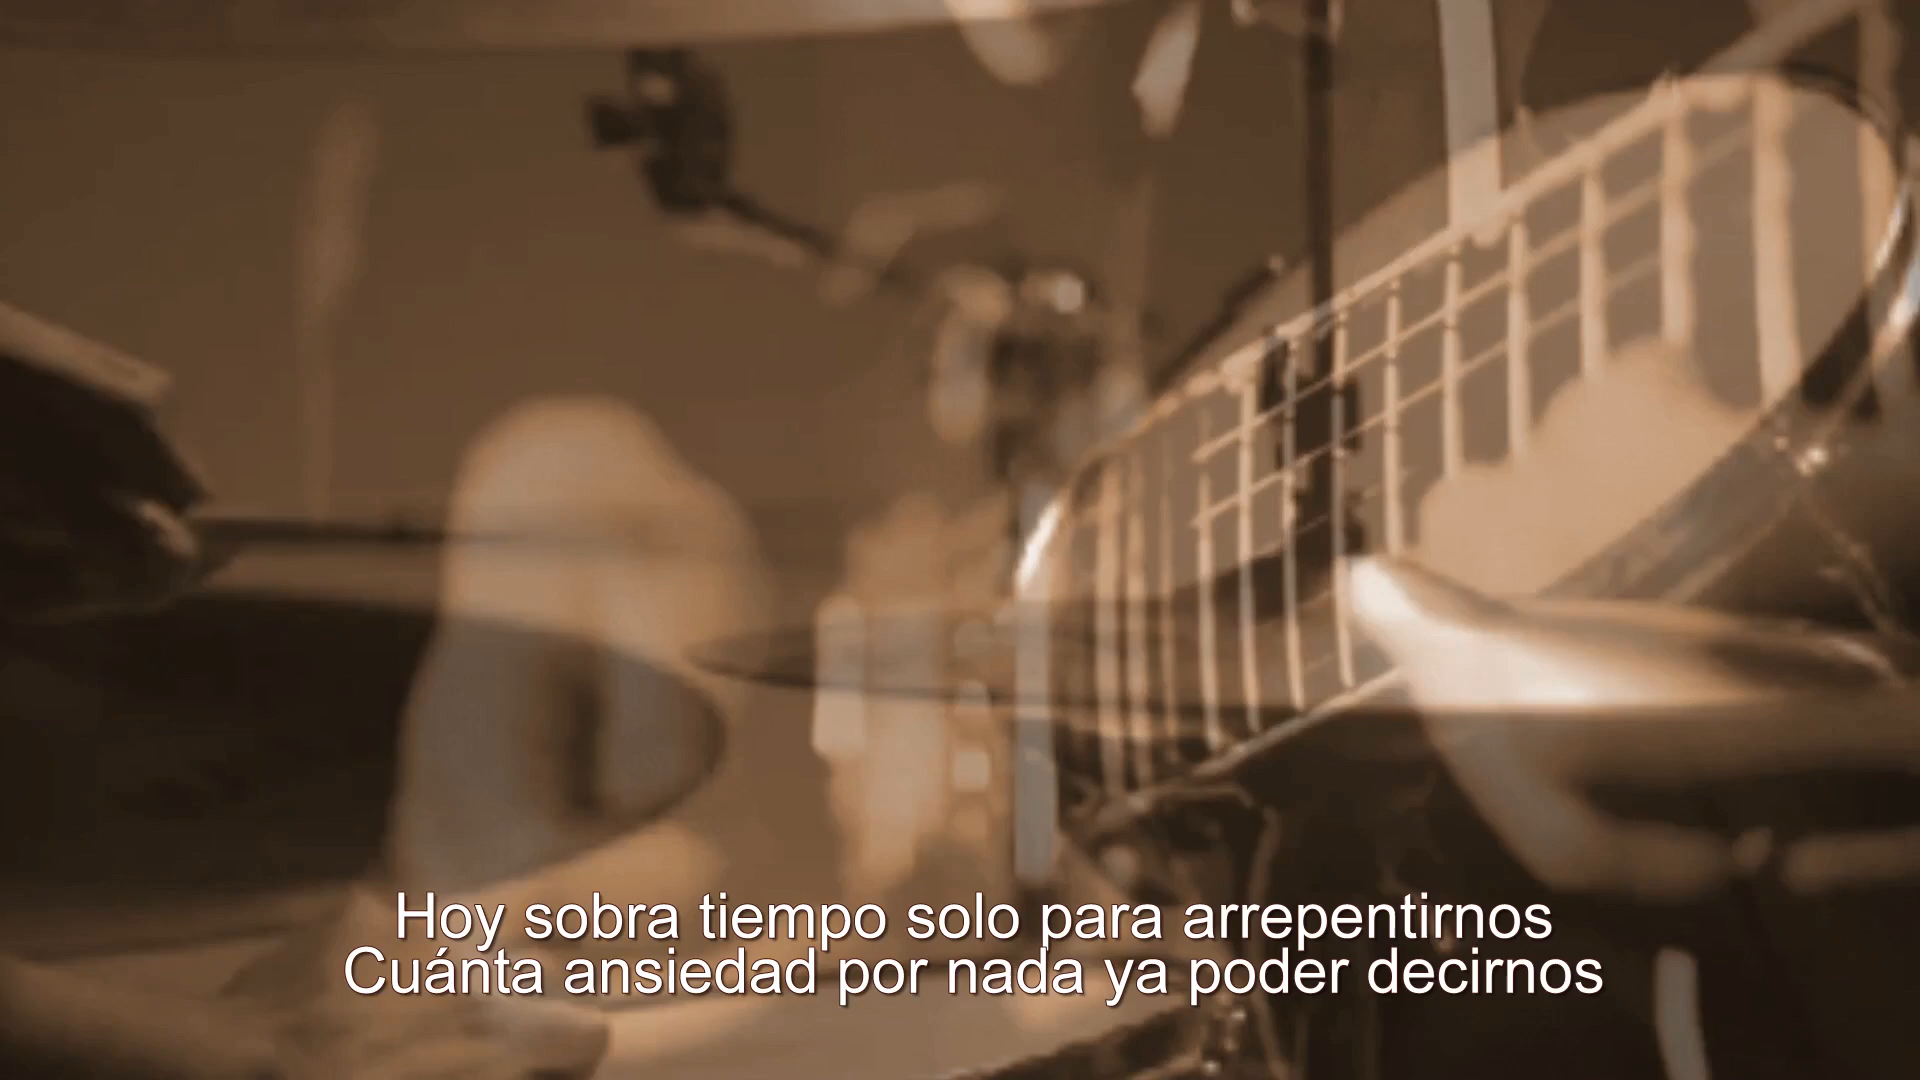 Hoy sobra tiempo solo para arrepentirnos
Cuánta ansiedad por nada ya poder decirnos